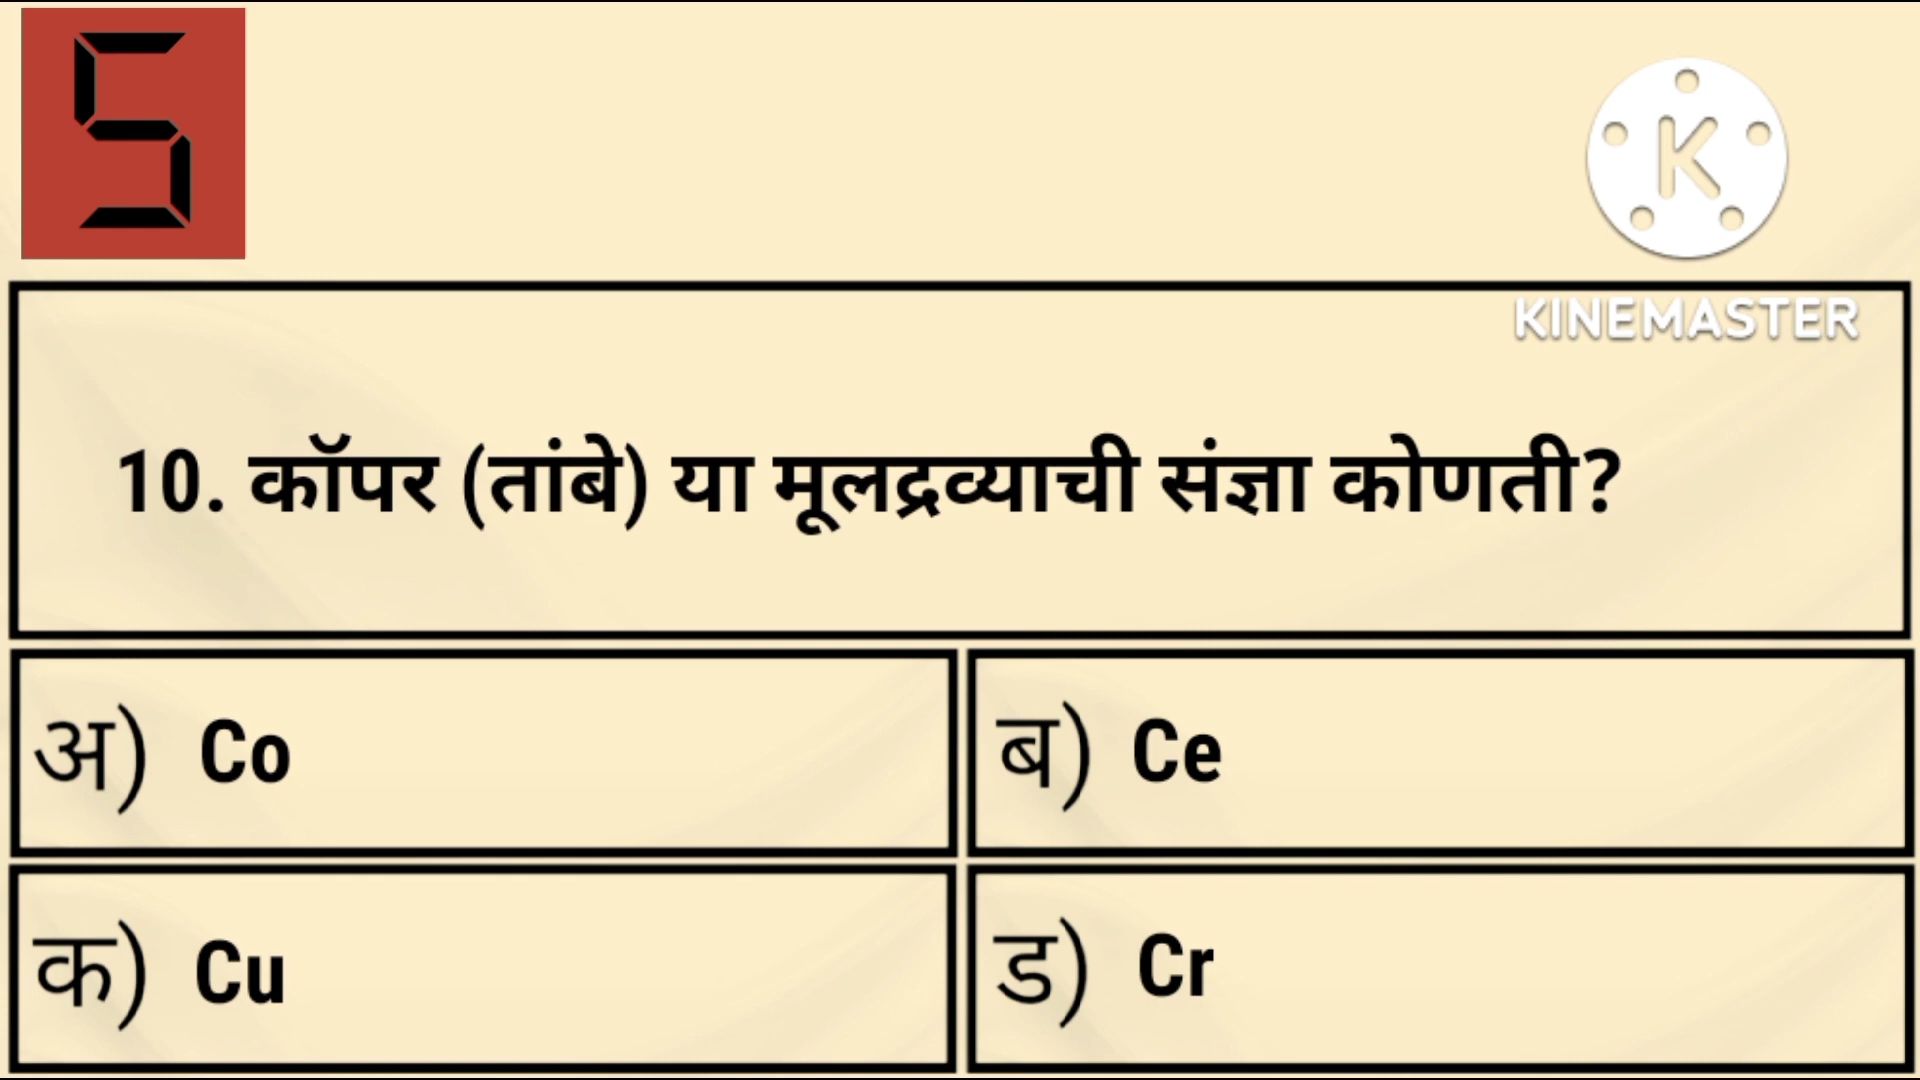 5
K
KINEMASTER
10. कॉपर (तांबे) या मूलद्रव्याची संज्ञा कोणती?
अ) Co
ब) Ce
क) Cu
ड) Cr